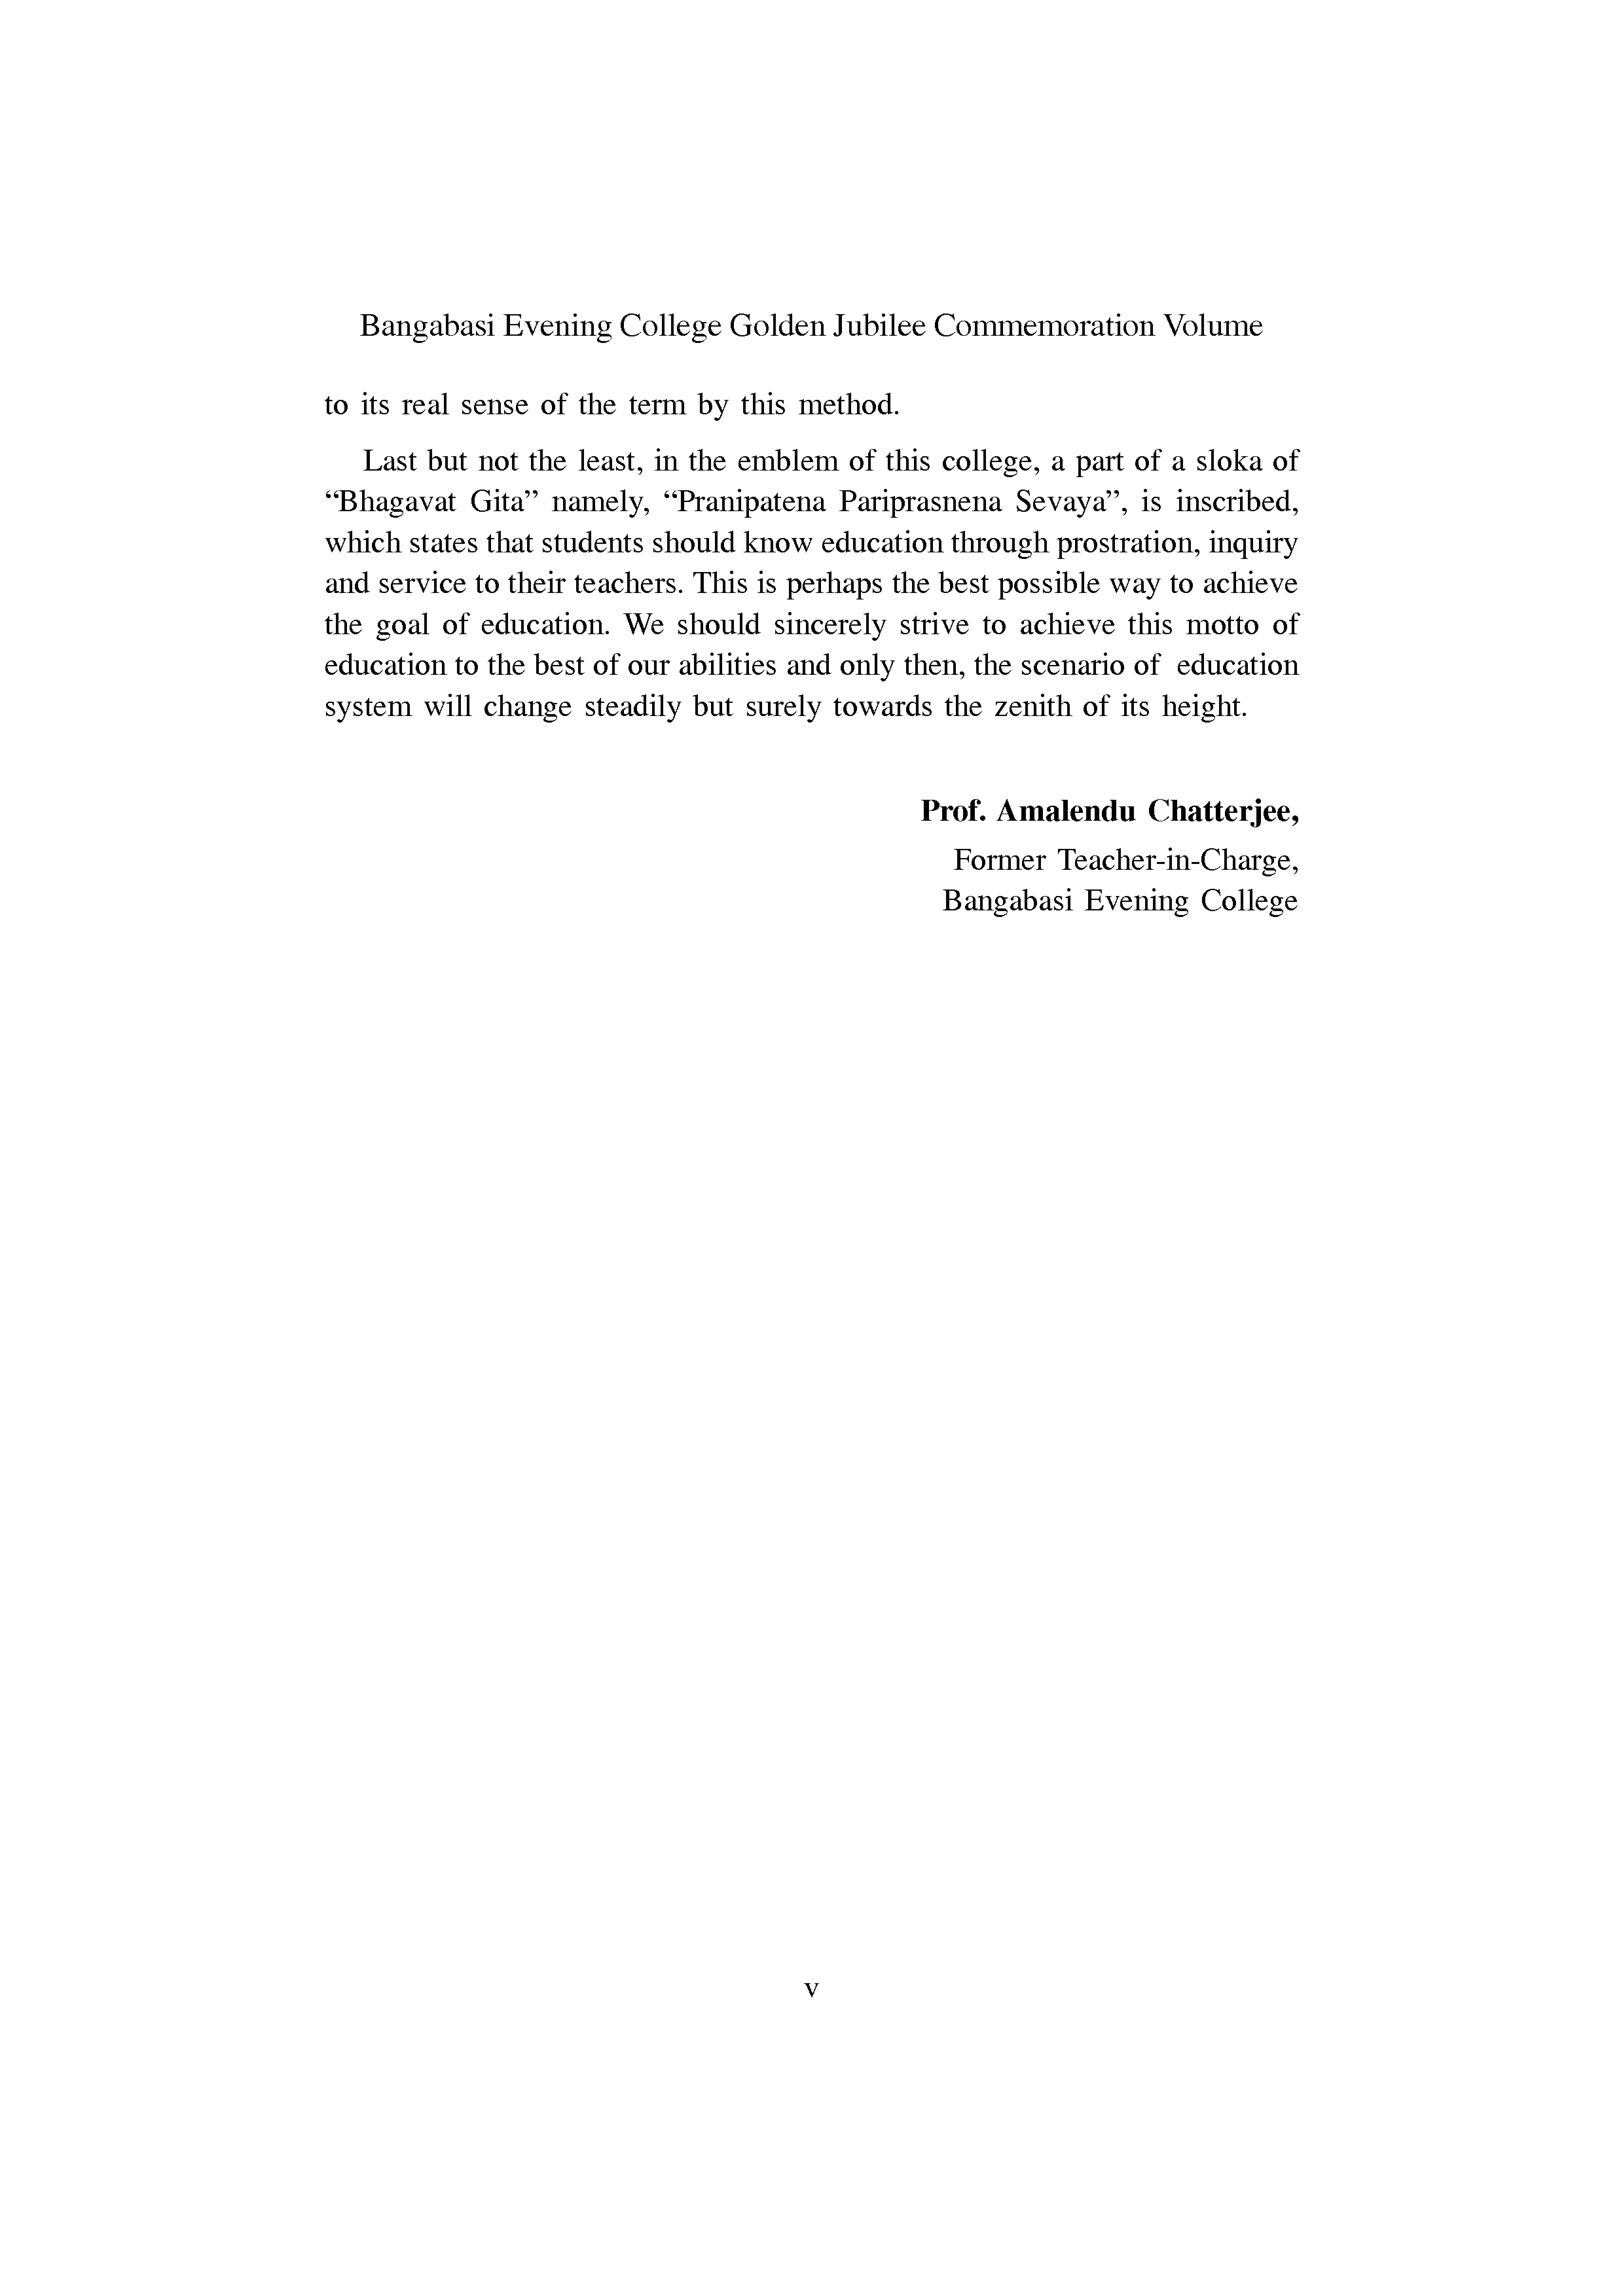 Bangabasi Evening College Golden Jubilee Commemoration Volume
to its real sense of the term by this method.
Last but not the least, in the emblem of this college, a part of a sloka of
“Bhagavat Gita” namely, “Pranipatena Pariprasnena Sevaya”, is inscribed,
which states that students should know education through prostration, inquiry
and service to their teachers. This is perhaps the best possible way to achieve
the goal of education. We should sincerely strive to achieve this motto of
education to the best of our abilities and only then, the scenario of education
system will change steadily but surely towards the zenith of its height.
Prof. Amalendu Chatterjee,
Former Teacher-in-Charge,
Bangabasi Evening College
v